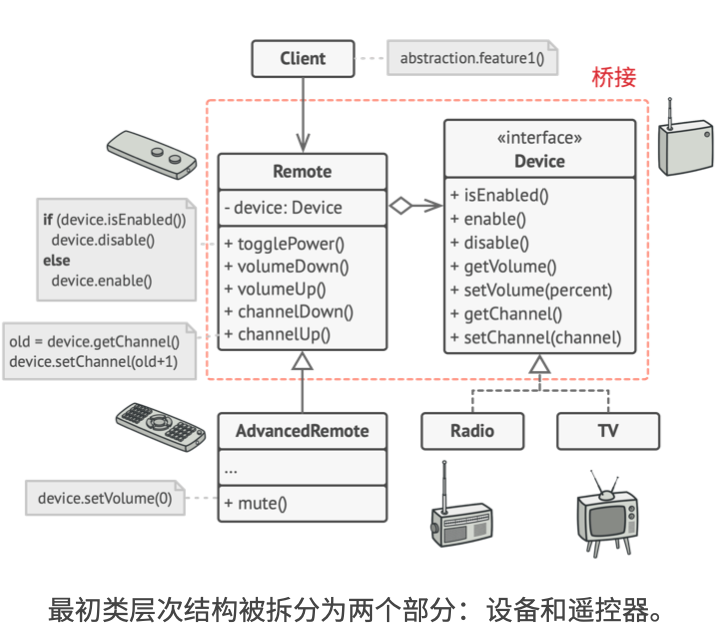 Client
abstraction.feature1()
桥接
Remote
- device: Device
+ togglePower()
+ volumeDown()
+ volumeUp()
+ channelDown()
+ channelUp()
«interface»
Device
+ isEnabled()
+ enable()
+ disable()
+ getVolume()
+ setVolume(percent)
+ getChannel()
+ setChannel(channel)
if (device.isEnabled())
device.disable()
else
device.enable()
old = device.getChannel()
device.setChannel(old+1)
AdvancedRemote
...
+ mute()
device.setVolume(0)
Radio
TV
最初类层次结构被拆分为两个部分：设备和遥控器。